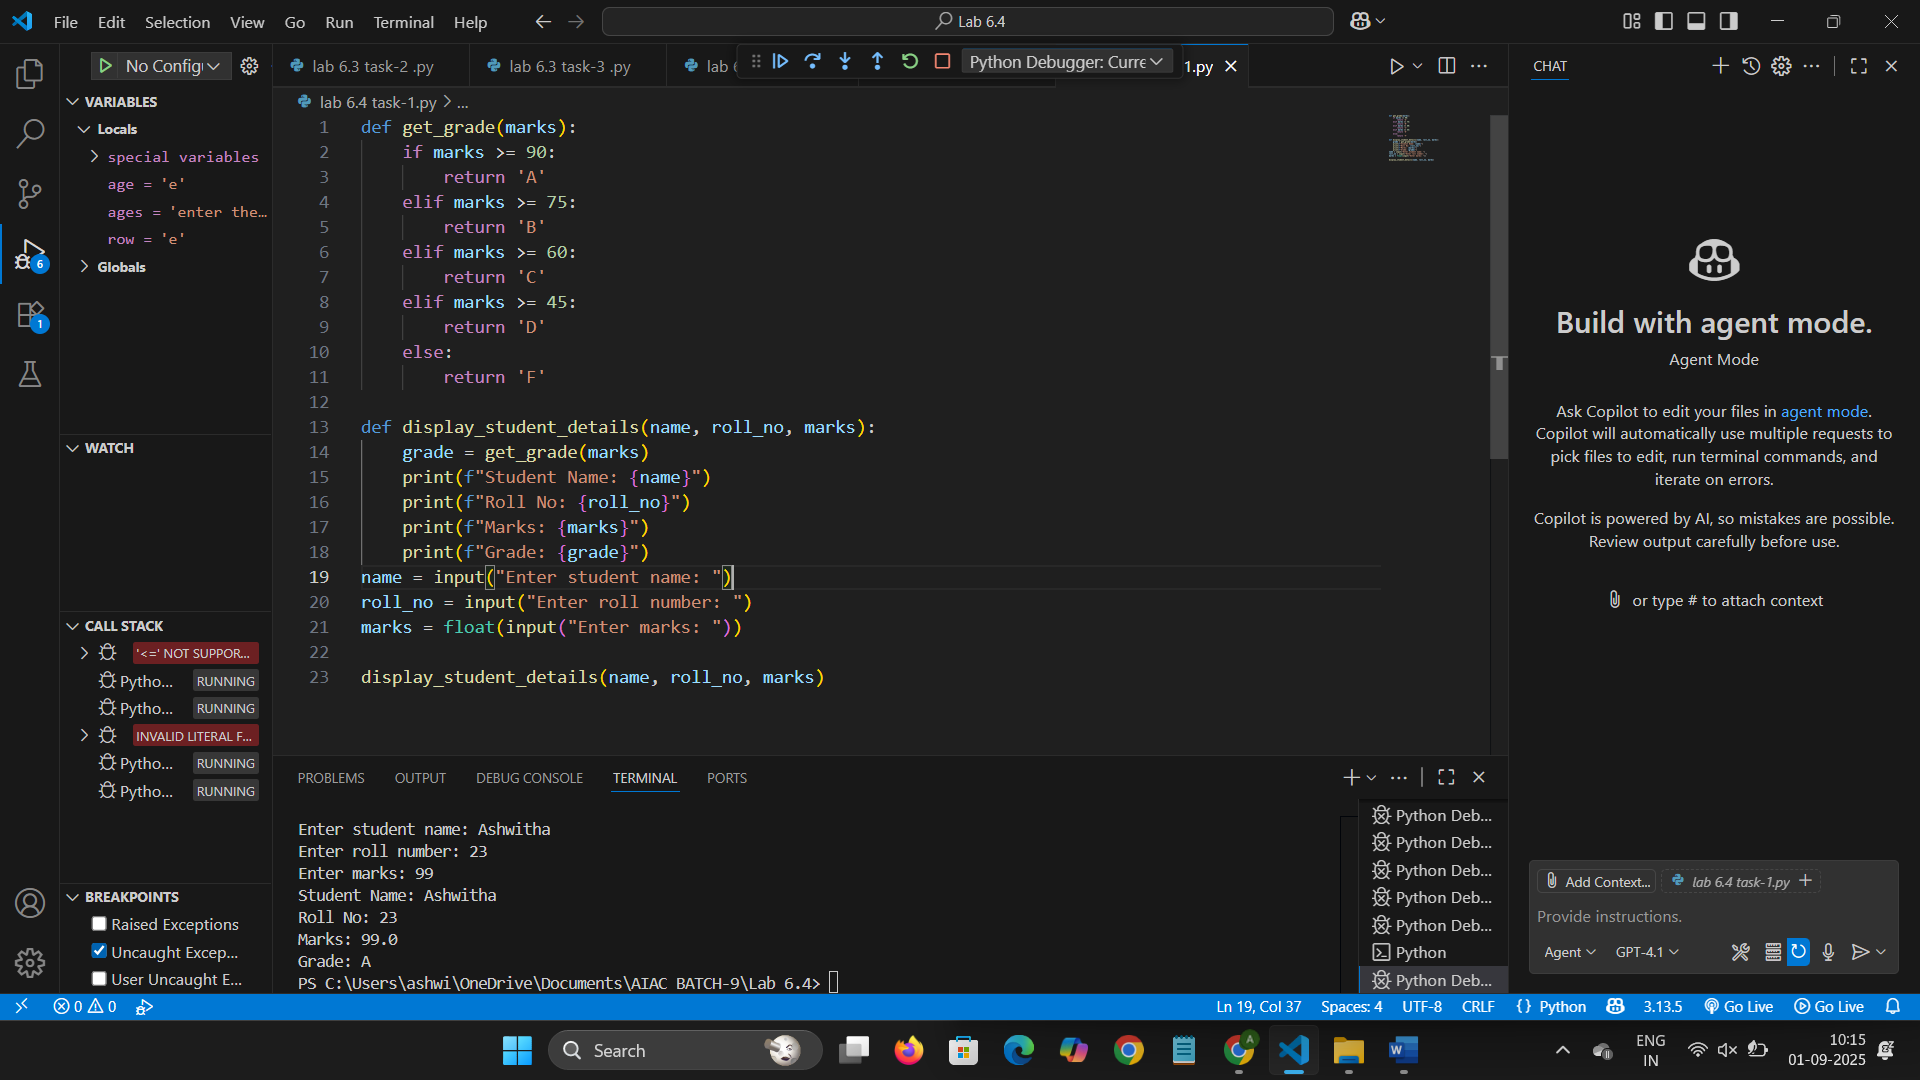 File Edit Selection View Go Run Terminal Help
Lab 6.4
No Config
lab 6.3 task-2 .py
lab 6.3 task-3 .py
lab 6
Python Debugger: Curre
1.py
CHAT
VARIABLES
Locals
special variables
age = 'e'
ages = 'enter the…
row = 'e'
Globals
WATCH
CALL STACK
'<=' NOT SUPPOR...
Pytho... RUNNING
Pytho... RUNNING
INVALID LITERAL F...
Pytho... RUNNING
Pytho... RUNNING
BREAKPOINTS
Raised Exceptions
Uncaught Excep...
User Uncaught E...
6
1
lab 6.4 task-1.py > ...
1 def get_grade(marks):
2 if marks >= 90:
3 return 'A'
4 elif marks >= 75:
5 return 'B'
6 elif marks >= 60:
7 return 'C'
8 elif marks >= 45:
9 return 'D'
10 else:
11 return 'F'
12
13 def display_student_details(name, roll_no, marks):
14 grade = get_grade(marks)
15 print(f"Student Name: {name}")
16 print(f"Roll No: {roll_no}")
17 print(f"Marks: {marks}")
18 print(f"Grade: {grade}")
19 name = input("Enter student name: ")
20 roll_no = input("Enter roll number: ")
21 marks = float(input("Enter marks: "))
22
23 display_student_details(name, roll_no, marks)
PROBLEMS OUTPUT DEBUG CONSOLE TERMINAL PORTS
Enter student name: Ashwitha
Enter roll number: 23
Enter marks: 99
Student Name: Ashwitha
Roll No: 23
Marks: 99.0
Grade: A
PS C:\Users\ashwi\OneDrive\Documents\AIAC BATCH-9\Lab 6.4>
Python Deb...
Python Deb...
Python Deb...
Python Deb...
Python Deb...
Python
Python Deb...
Build with agent mode.
Agent Mode
Ask Copilot to edit your files in agent mode.
Copilot will automatically use multiple requests to
pick files to edit, run terminal commands, and
iterate on errors.
Copilot is powered by AI, so mistakes are possible.
Review output carefully before use.
or type # to attach context
Add Context... lab 6.4 task-1.py +
Provide instructions.
Agent GPT-4.1
0 0
Ln 19, Col 37 Spaces: 4 UTF-8 CRLF {} Python 3.13.5 Go Live Go Live
Search
A
ENG
IN
10:15
01-09-2025